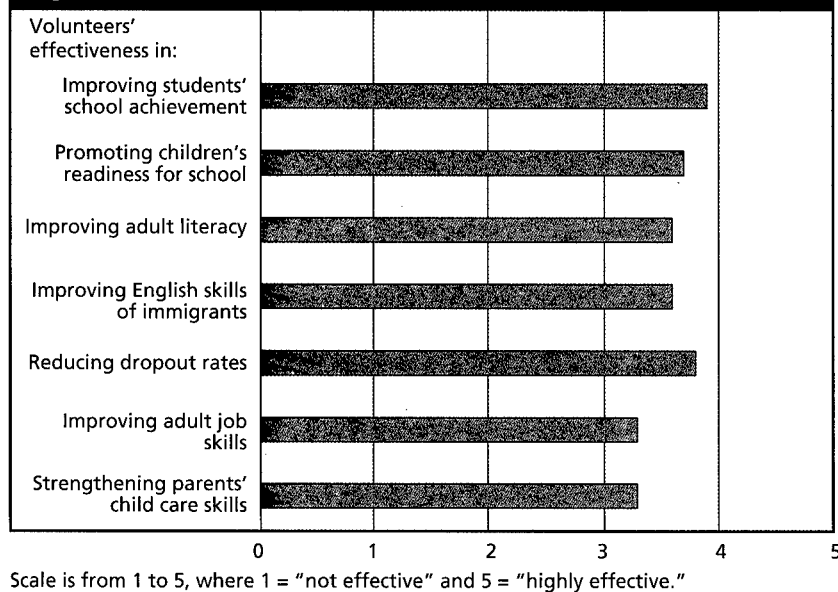 Volunteers'
effectiveness in:
Improving students'
school achievement
Promoting children's
readiness for school
Improving adult literacy
Improving English skills
of immigrants
Reducing dropout rates
Improving adult job
skills
Strengthening parents'
child care skills
0 1 2 3 4 5
Scale is from 1 to 5, where 1 = "not effective" and 5 = "highly effective."